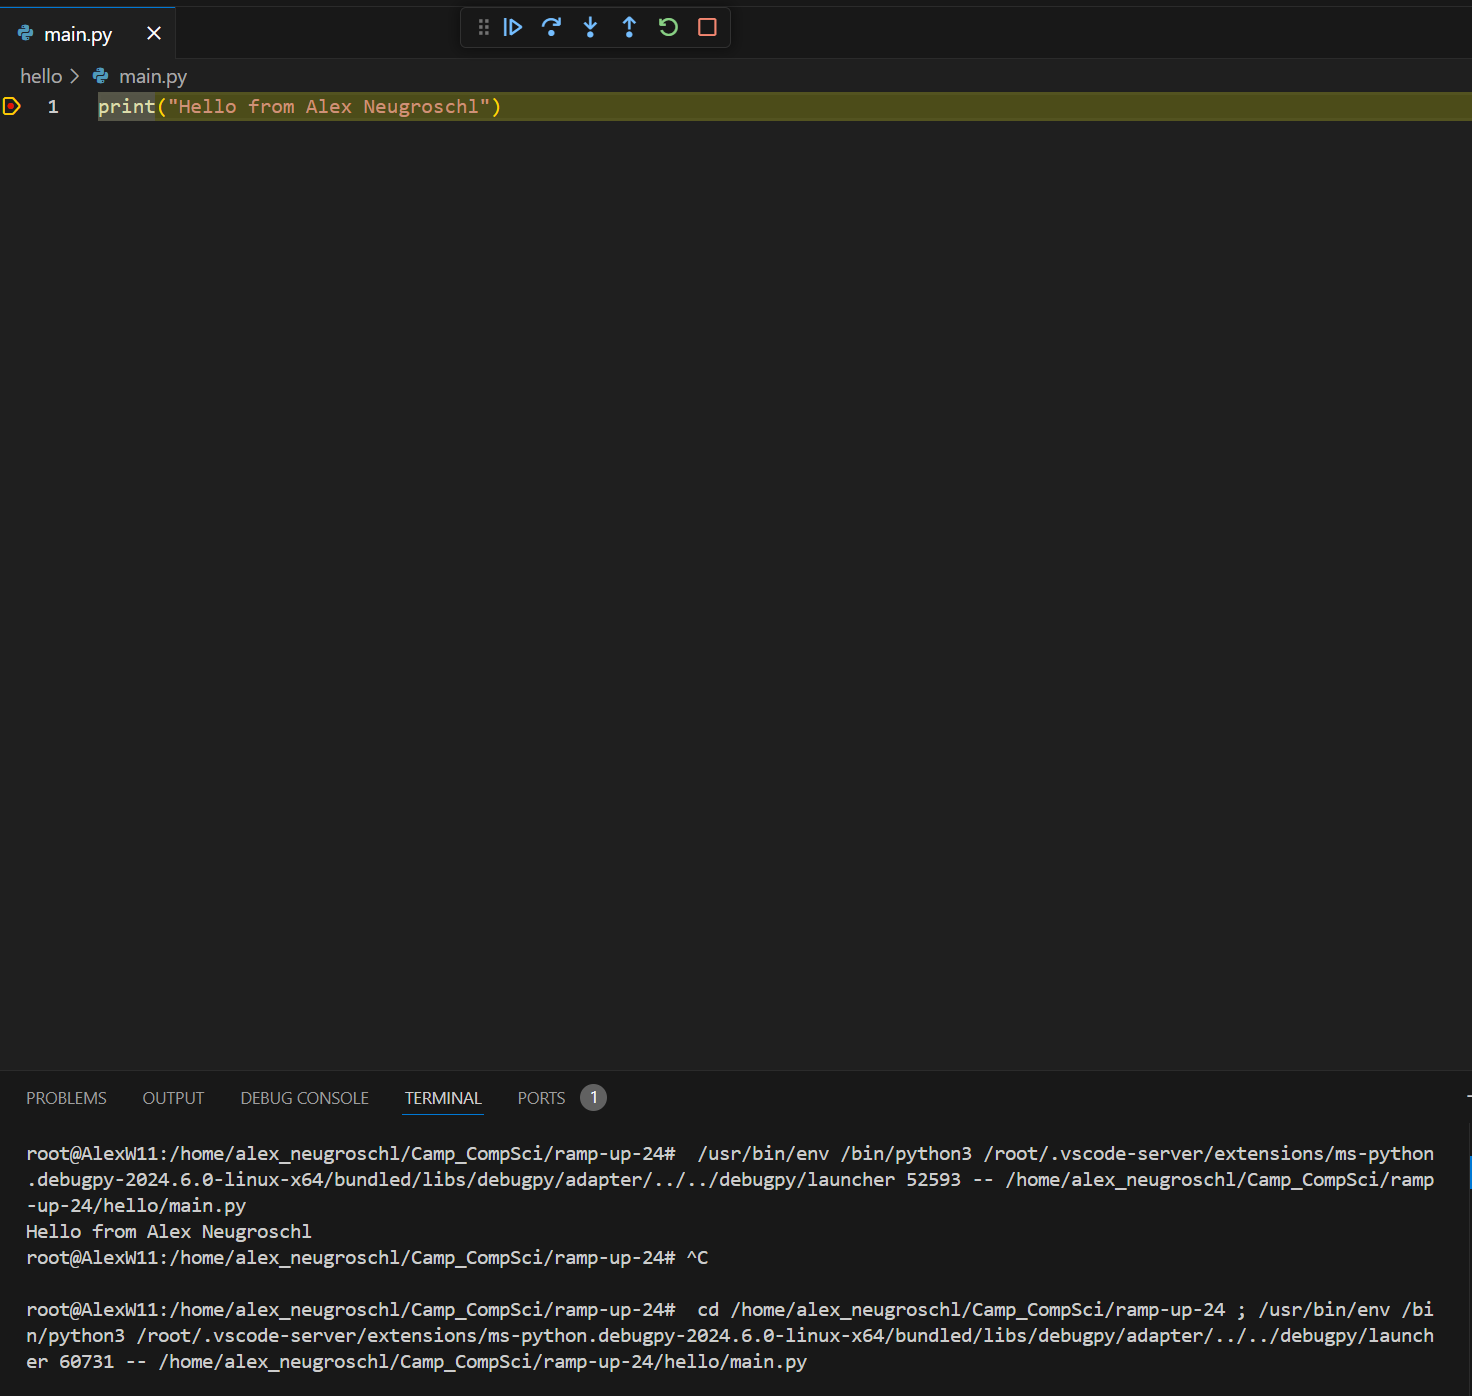 main.py
hello > main.py
1 print("Hello from Alex Neugroschl")
PROBLEMS OUTPUT DEBUG CONSOLE TERMINAL PORTS 1
root@AlexW11:/home/alex_neugroschl/Camp_CompSci/ramp-up-24#  /usr/bin/env /bin/python3 /root/.vscode-server/extensions/ms-python
.debugpy-2024.6.0-linux-x64/bundled/libs/debugpy/adapter/../../debugpy/launcher 52593 -- /home/alex_neugroschl/Camp_CompSci/ramp
-up-24/hello/main.py
Hello from Alex Neugroschl
root@AlexW11:/home/alex_neugroschl/Camp_CompSci/ramp-up-24# ^C
root@AlexW11:/home/alex_neugroschl/Camp_CompSci/ramp-up-24#  cd /home/alex_neugroschl/Camp_CompSci/ramp-up-24 ; /usr/bin/env /bi
n/python3 /root/.vscode-server/extensions/ms-python.debugpy-2024.6.0-linux-x64/bundled/libs/debugpy/adapter/../../debugpy/launch
er 60731 -- /home/alex_neugroschl/Camp_CompSci/ramp-up-24/hello/main.py